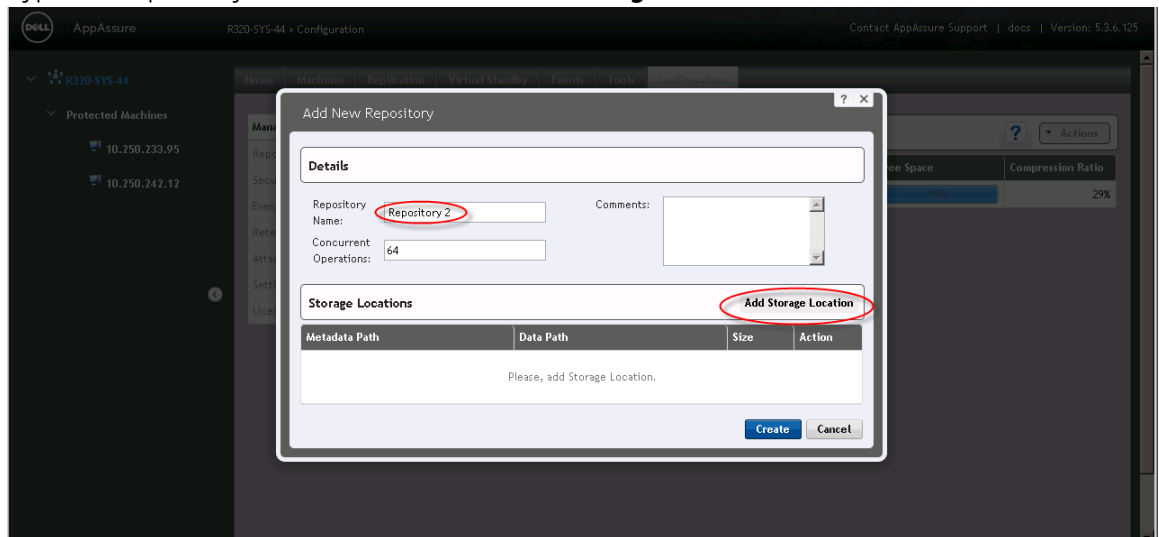 DELL AppAssure R320-SYS-44 > Configuration Contact AppAssure Support | docs | Version: 5.3.6.125
R320-SYS-44
Home Machines Replication Virtual Standby Events Tools
Protected Machines
10.250.233.95
10.250.242.12
Add New Repository ? X
Details
Repository Name: Repository 2
Comments:
Concurrent Operations: 64
Storage Locations Add Storage Location
Metadata Path Data Path Size Action
Please, add Storage Location.
Create Cancel
? Actions
Compression Ratio
29%